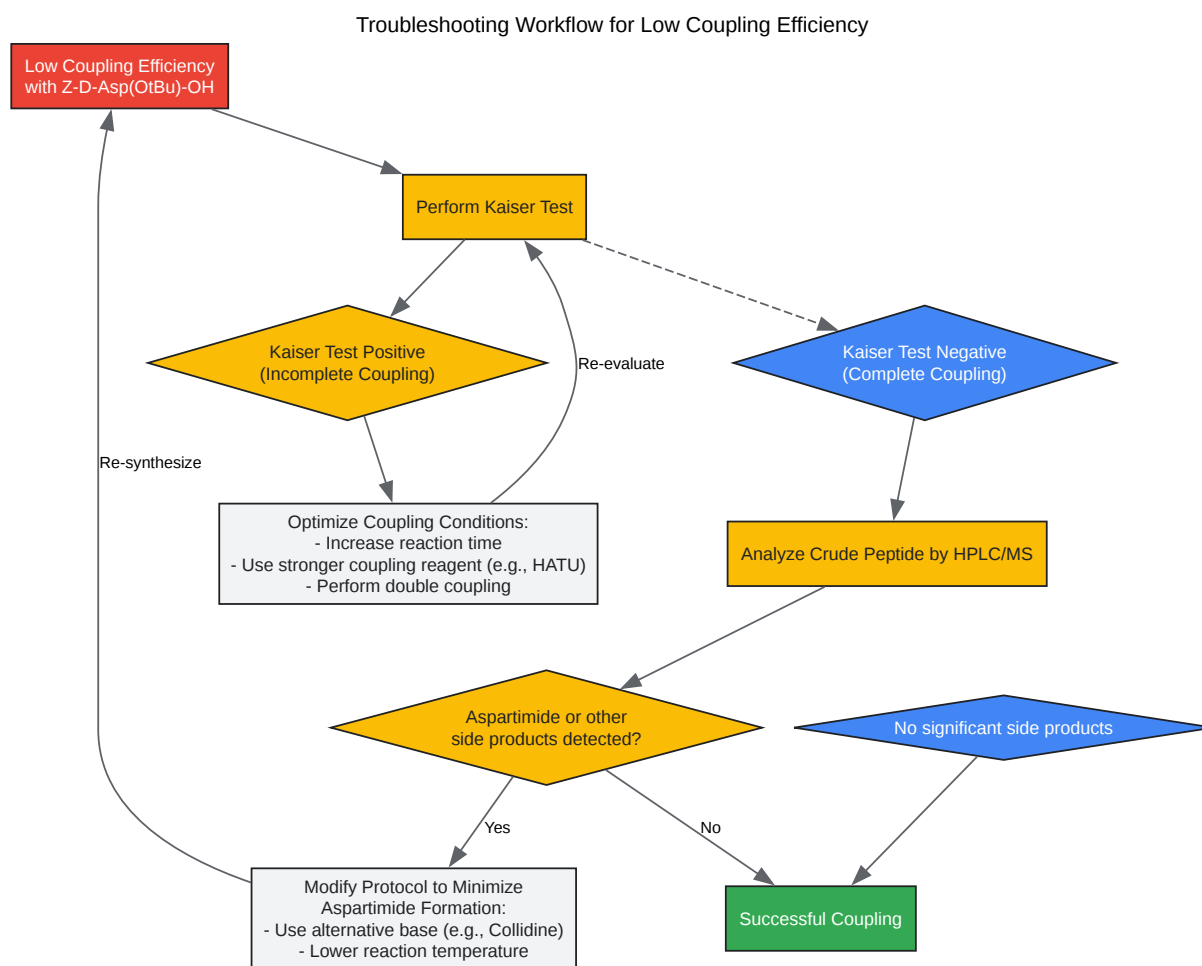 Troubleshooting Workflow for Low Coupling Efficiency
Low Coupling Efficiency
with Z-D-Asp(OtBu)-OH
Perform Kaiser Test
Kaiser Test Positive
(Incomplete Coupling)
Re-evaluate
Kaiser Test Negative
(Complete Coupling)
Re-synthesize
Optimize Coupling Conditions:
- Increase reaction time
- Use stronger coupling reagent (e.g., HATU)
- Perform double coupling
Analyze Crude Peptide by HPLC/MS
Aspartimide or other
side products detected?
No significant side products
Yes
No
Modify Protocol to Minimize
Aspartimide Formation:
- Use alternative base (e.g., Collidine)
- Lower reaction temperature
Successful Coupling